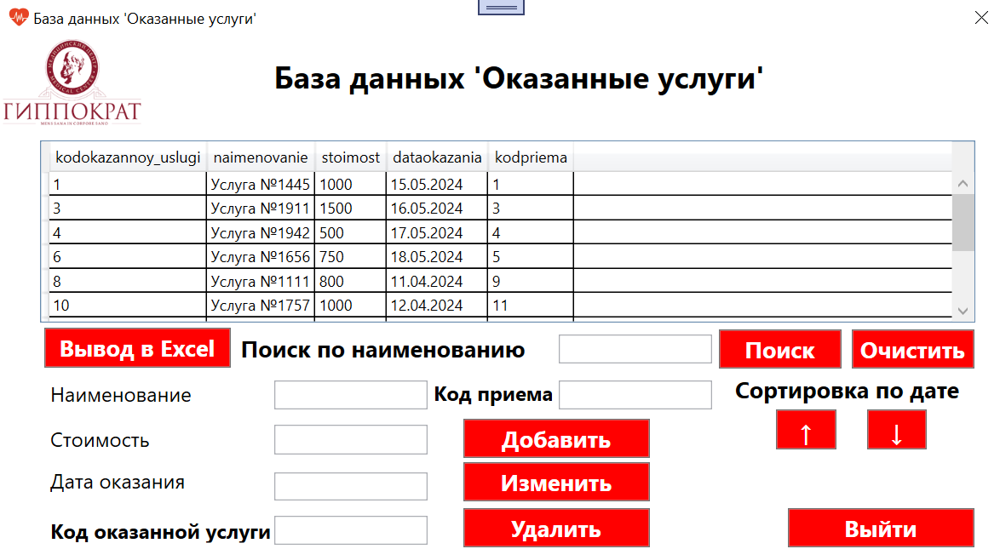 База данных 'Оказанные услуги'
МЕДИЦИНСКИЙ ЦЕНТР
MEDICAL CENTER
ГИППОКРАТ
MENS SANA IN CORPORE SANO
База данных 'Оказанные услуги'
kodokazannoy_uslugi naimenovanie stoimost dataokazania kodpriema
1 Услуга №1445 1000 15.05.2024 1
3 Услуга №1911 1500 16.05.2024 3
4 Услуга №1942 500 17.05.2024 4
6 Услуга №1656 750 18.05.2024 5
8 Услуга №1111 800 11.04.2024 9
10 Услуга №1757 1000 12.04.2024 11
Вывод в Excel Поиск по наименованию Поиск Очистить
Наименование Код приема Сортировка по дате
Стоимость Добавить ↑ ↓
Дата оказания Изменить
Код оказанной услуги Удалить Выйти